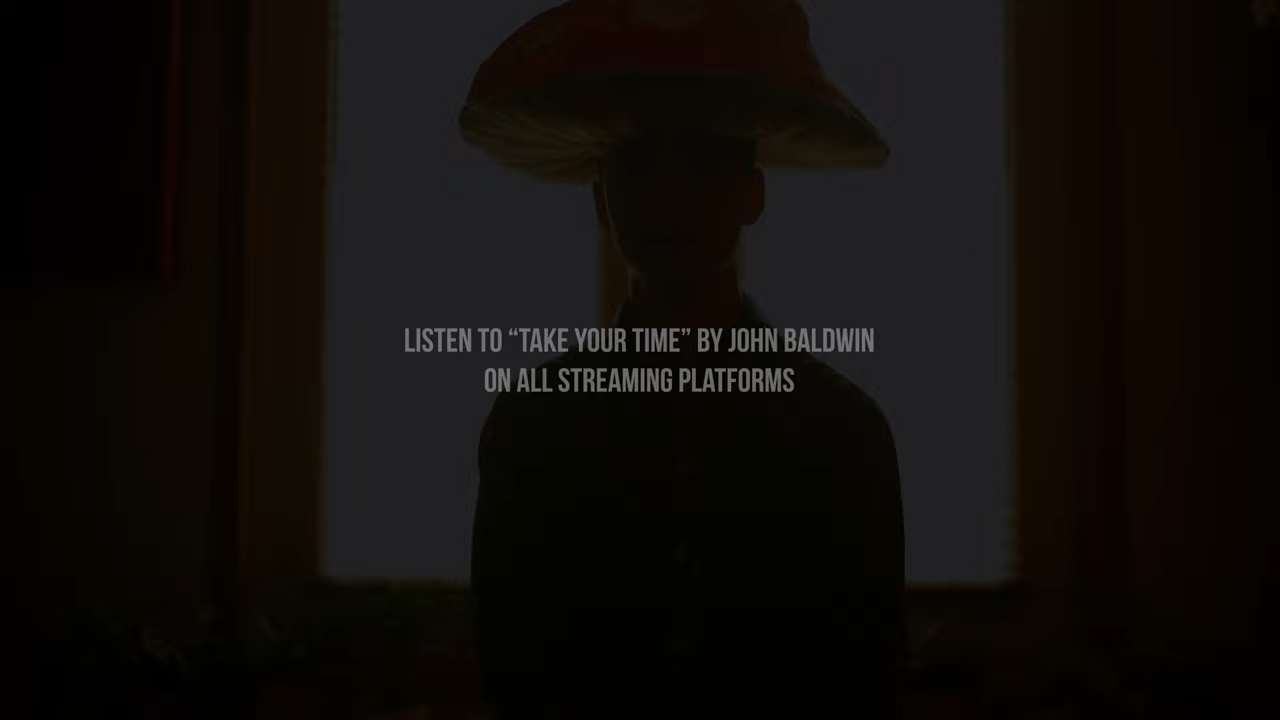 LISTEN TO “TAKE YOUR TIME” BY JOHN BALDWIN
ON ALL STREAMING PLATFORMS